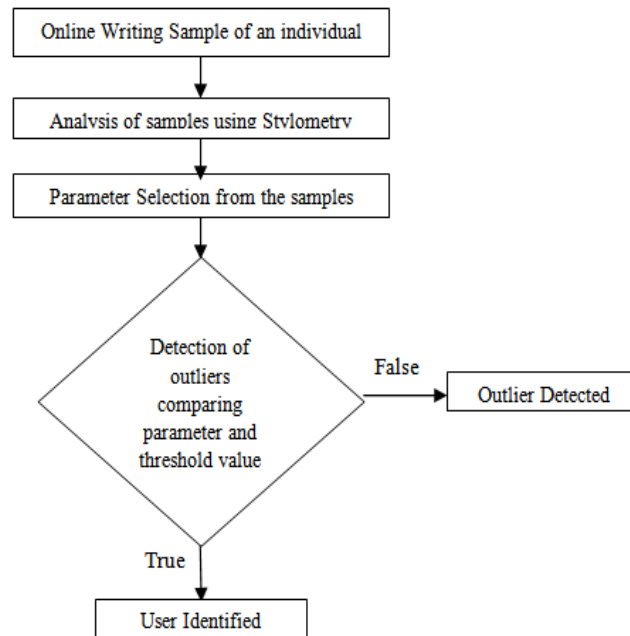 Online Writing Sample of an individual
Analysis of samples using Stylometry
Parameter Selection from the samples
Detection of
outliers
comparing
parameter and
threshold value
False
Outlier Detected
True
User Identified